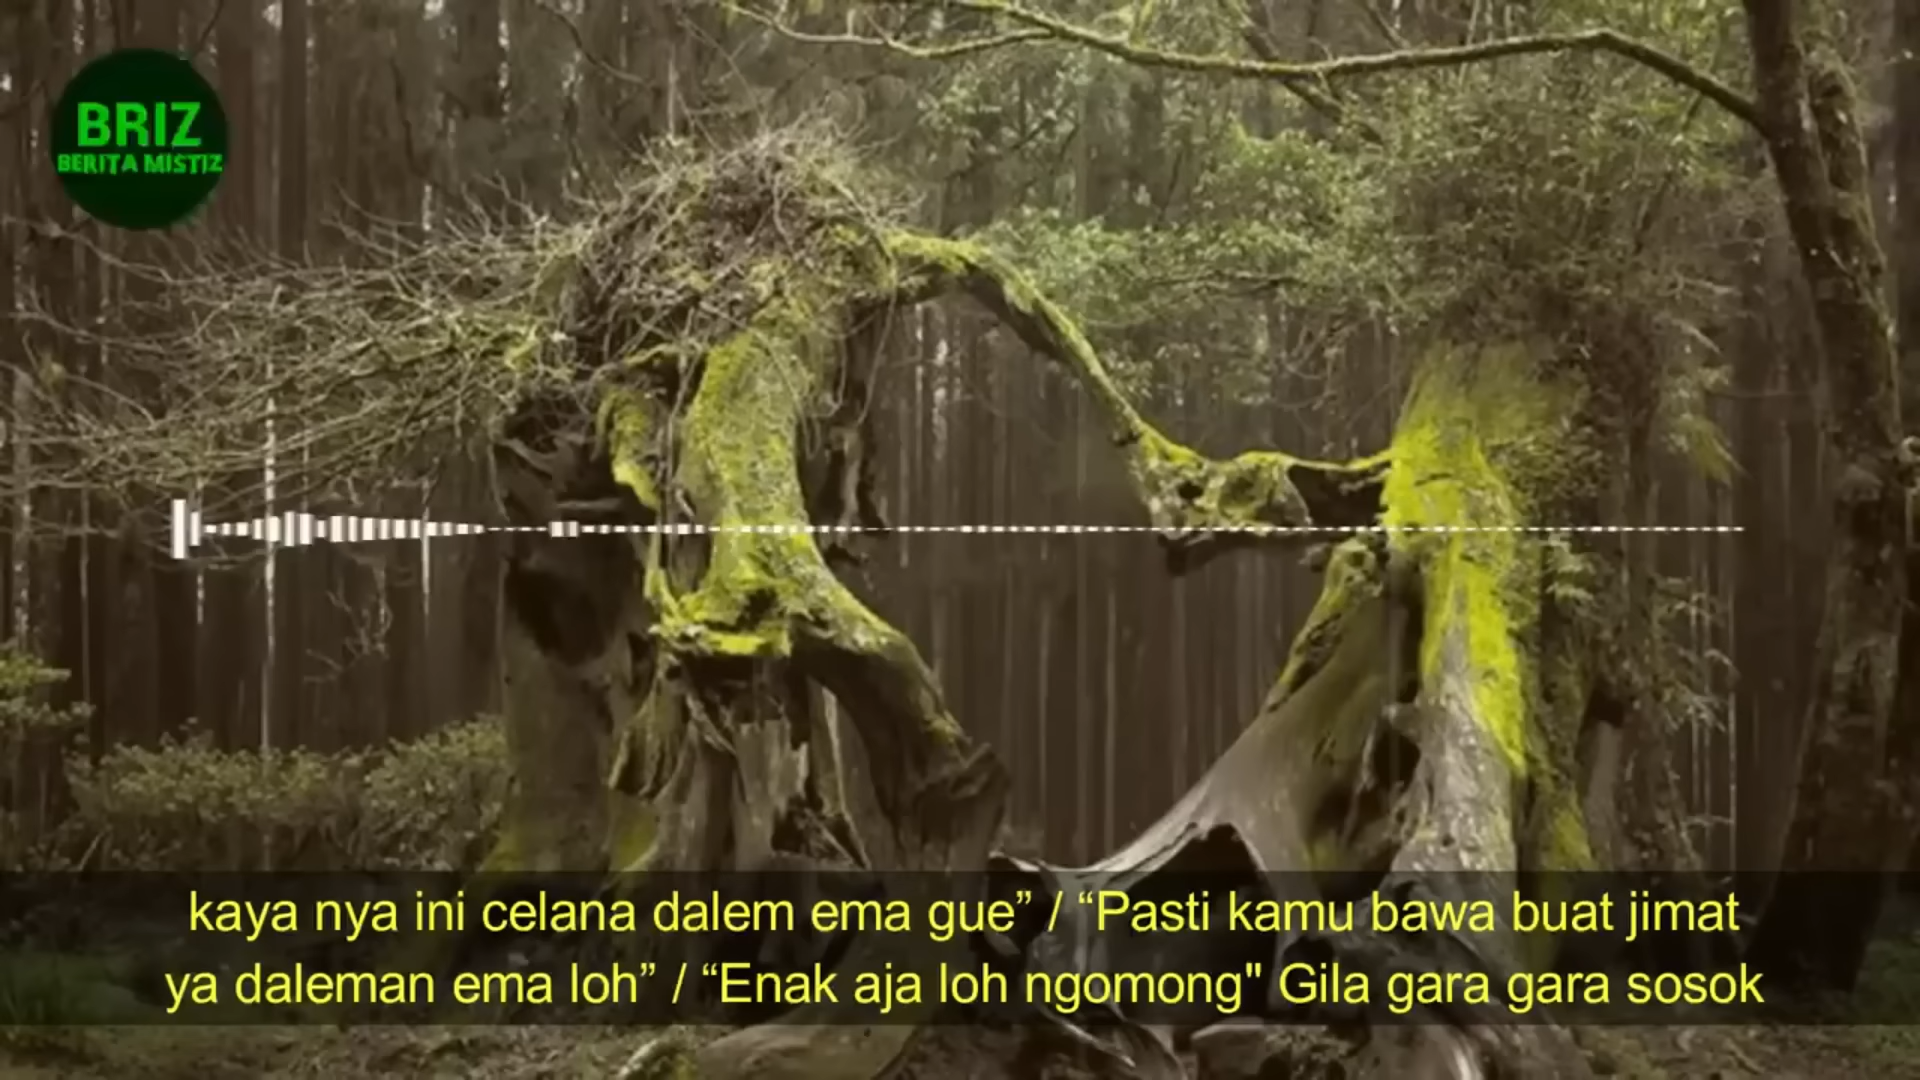 BRIZ
BERITA MISTIZ
kaya nya ini celana dalem ema gue” / “Pasti kamu bawa buat jimat
ya daleman ema loh” / “Enak aja loh ngomong" Gila gara gara sosok